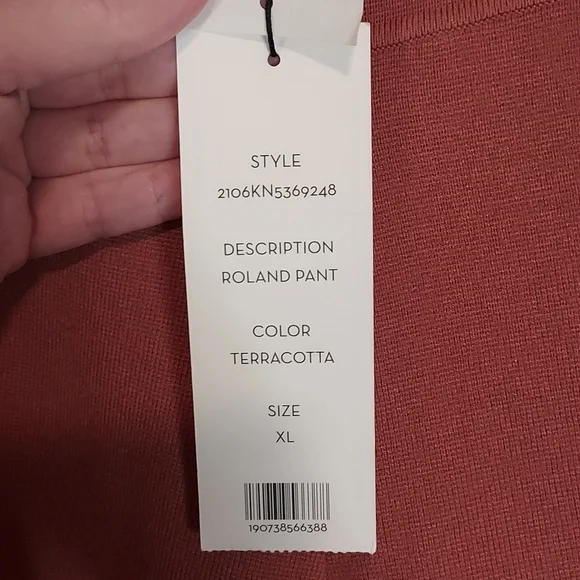 STYLE
2106KN5369248
DESCRIPTION
ROLAND PANT
COLOR
TERRACOTTA
SIZE
XL
190738566388